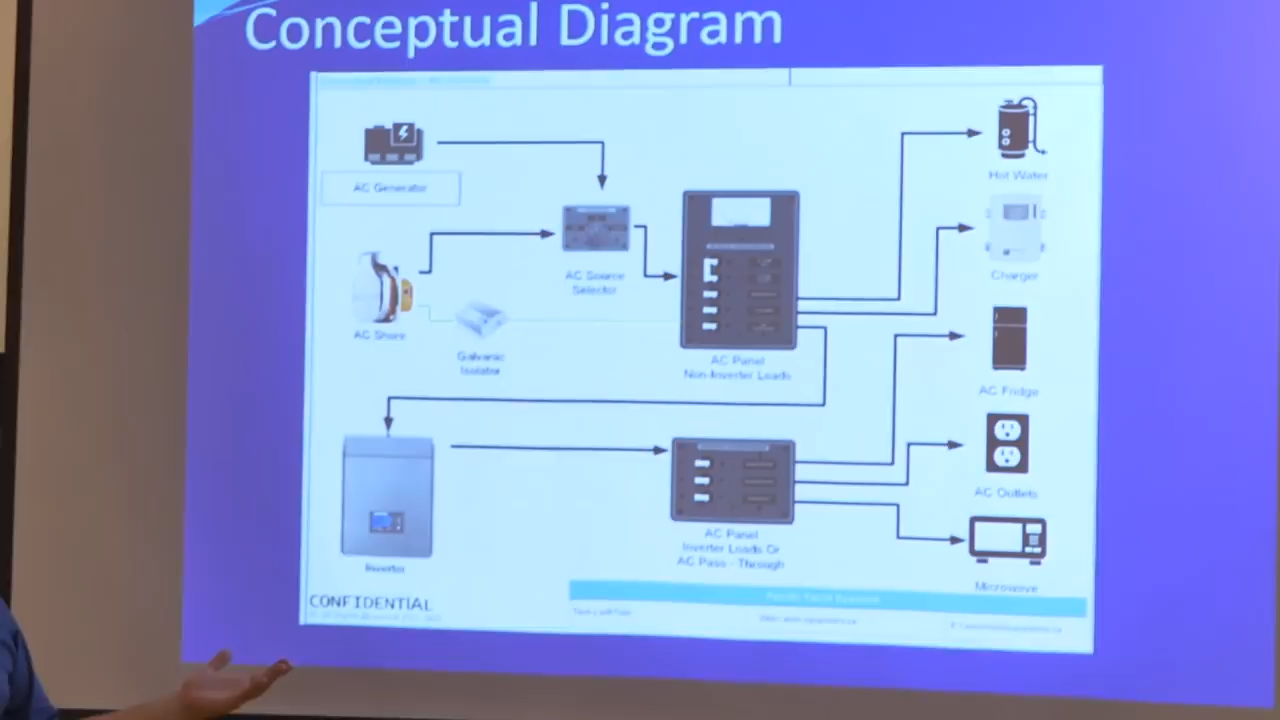 Conceptual Diagram
AC Generator
AC Source
Selector
AC Shore
Galvanic
Isolator
AC Panel
Non-Inverter Loads
Hot Water
Charger
AC Fridge
AC Outlets
Microwave
Inverter
AC Panel
Inverter Loads Or
AC Pass - Through
CONFIDENTIAL